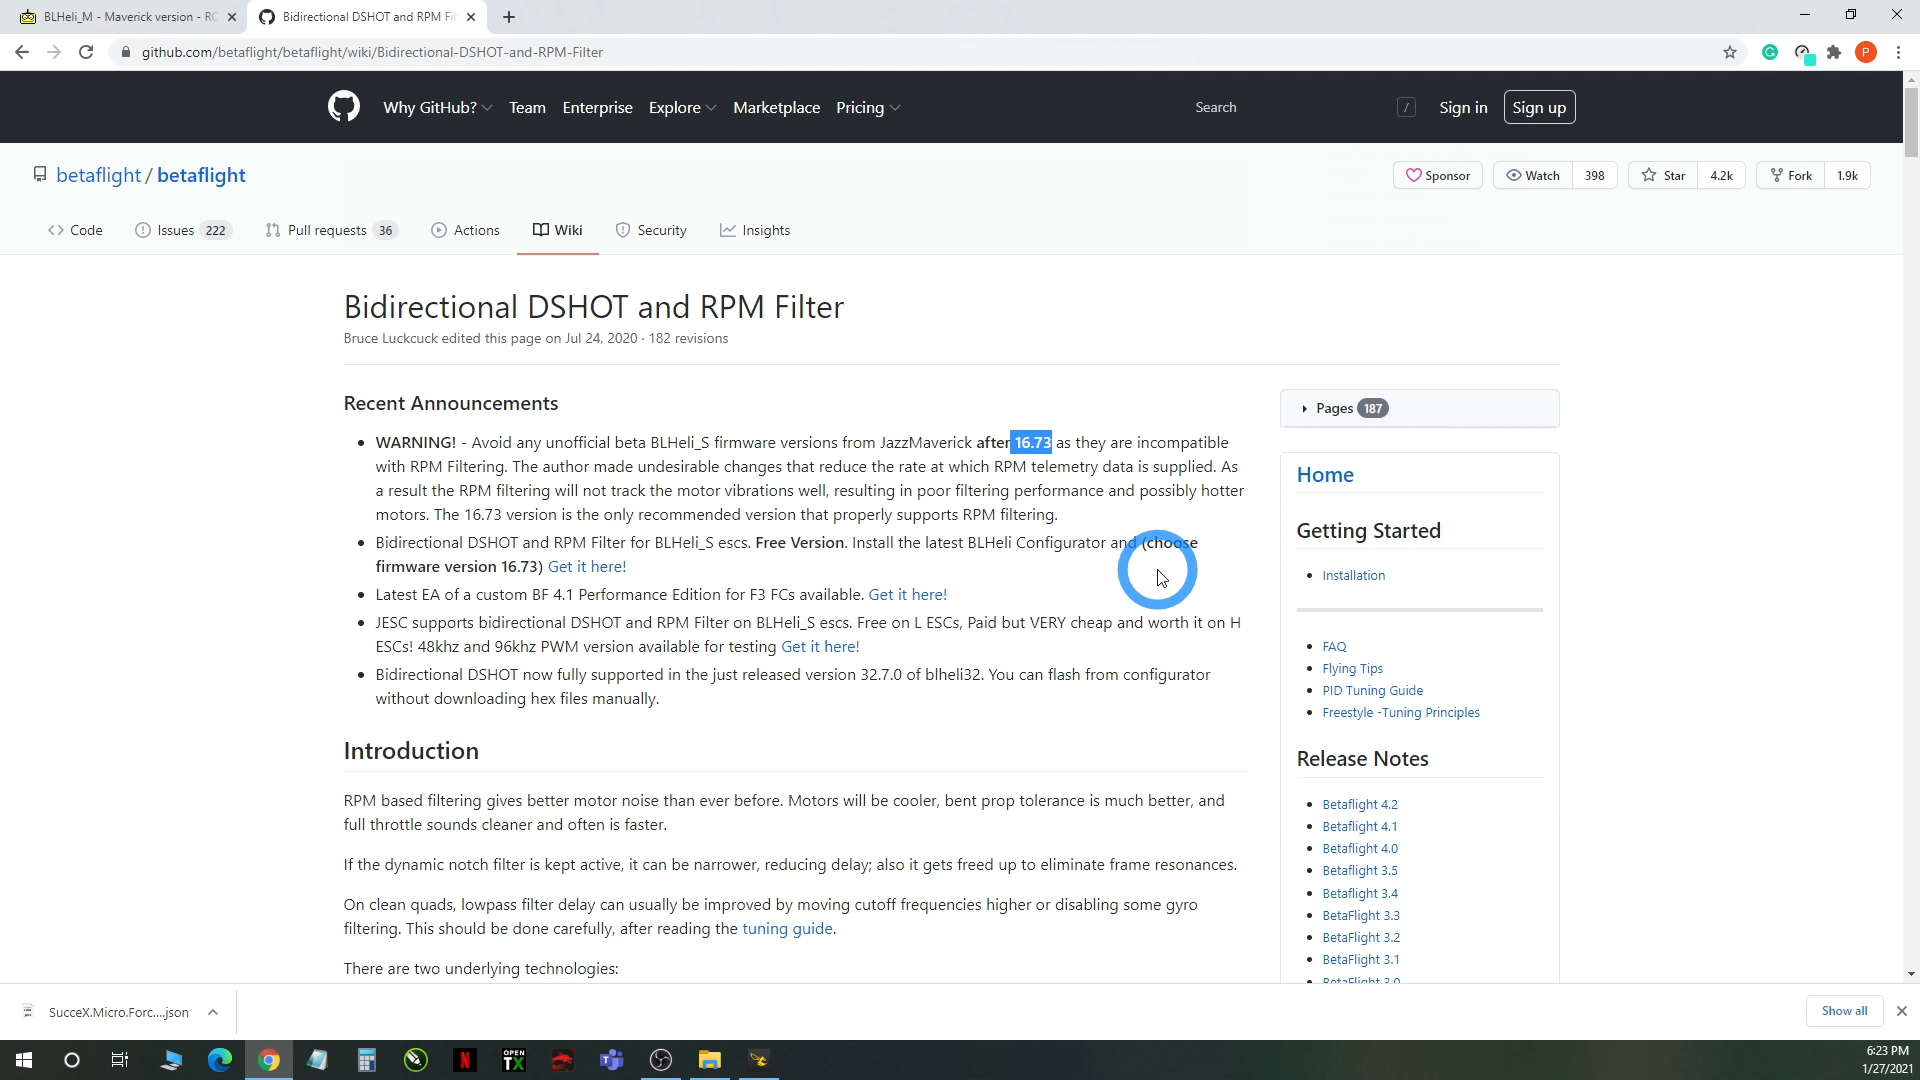 BLHeli_M - Maverick version - RC
Bidirectional DSHOT and RPM Fil
github.com/betaflight/betaflight/wiki/Bidirectional-DSHOT-and-RPM-Filter
P
Why GitHub? Team Enterprise Explore Marketplace Pricing
Search
/
Sign in
Sign up
betaflight / betaflight
Sponsor
Watch 398
Star 4.2k
Fork 1.9k
Code
Issues 222
Pull requests 36
Actions
Wiki
Security
Insights
Bidirectional DSHOT and RPM Filter
Bruce Luckcuck edited this page on Jul 24, 2020 · 182 revisions
Recent Announcements
• WARNING! - Avoid any unofficial beta BLHeli_S firmware versions from JazzMaverick after 16.73 as they are incompatible
with RPM Filtering. The author made undesirable changes that reduce the rate at which RPM telemetry data is supplied. As
a result the RPM filtering will not track the motor vibrations well, resulting in poor filtering performance and possibly hotter
motors. The 16.73 version is the only recommended version that properly supports RPM filtering.
• Bidirectional DSHOT and RPM Filter for BLHeli_S escs. Free Version. Install the latest BLHeli Configurator and (choose
firmware version 16.73) Get it here!
• Latest EA of a custom BF 4.1 Performance Edition for F3 FCs available. Get it here!
• JESC supports bidirectional DSHOT and RPM Filter on BLHeli_S escs. Free on L ESCs, Paid but VERY cheap and worth it on H
ESCs! 48khz and 96khz PWM version available for testing Get it here!
• Bidirectional DSHOT now fully supported in the just released version 32.7.0 of blheli32. You can flash from configurator
without downloading hex files manually.
Introduction
RPM based filtering gives better motor noise than ever before. Motors will be cooler, bent prop tolerance is much better, and
full throttle sounds cleaner and often is faster.
If the dynamic notch filter is kept active, it can be narrower, reducing delay; also it gets freed up to eliminate frame resonances.
On clean quads, lowpass filter delay can usually be improved by moving cutoff frequencies higher or disabling some gyro
filtering. This should be done carefully, after reading the tuning guide.
There are two underlying technologies:
Pages 187
Home
Getting Started
• Installation
• FAQ
• Flying Tips
• PID Tuning Guide
• Freestyle -Tuning Principles
Release Notes
• Betaflight 4.2
• Betaflight 4.1
• Betaflight 4.0
• Betaflight 3.5
• Betaflight 3.4
• BetaFlight 3.3
• BetaFlight 3.2
• BetaFlight 3.1
• BetaFlight 3.0
SucceX.Micro.Forc....json
Show all
N
OPEN
TX
6:23 PM
1/27/2021